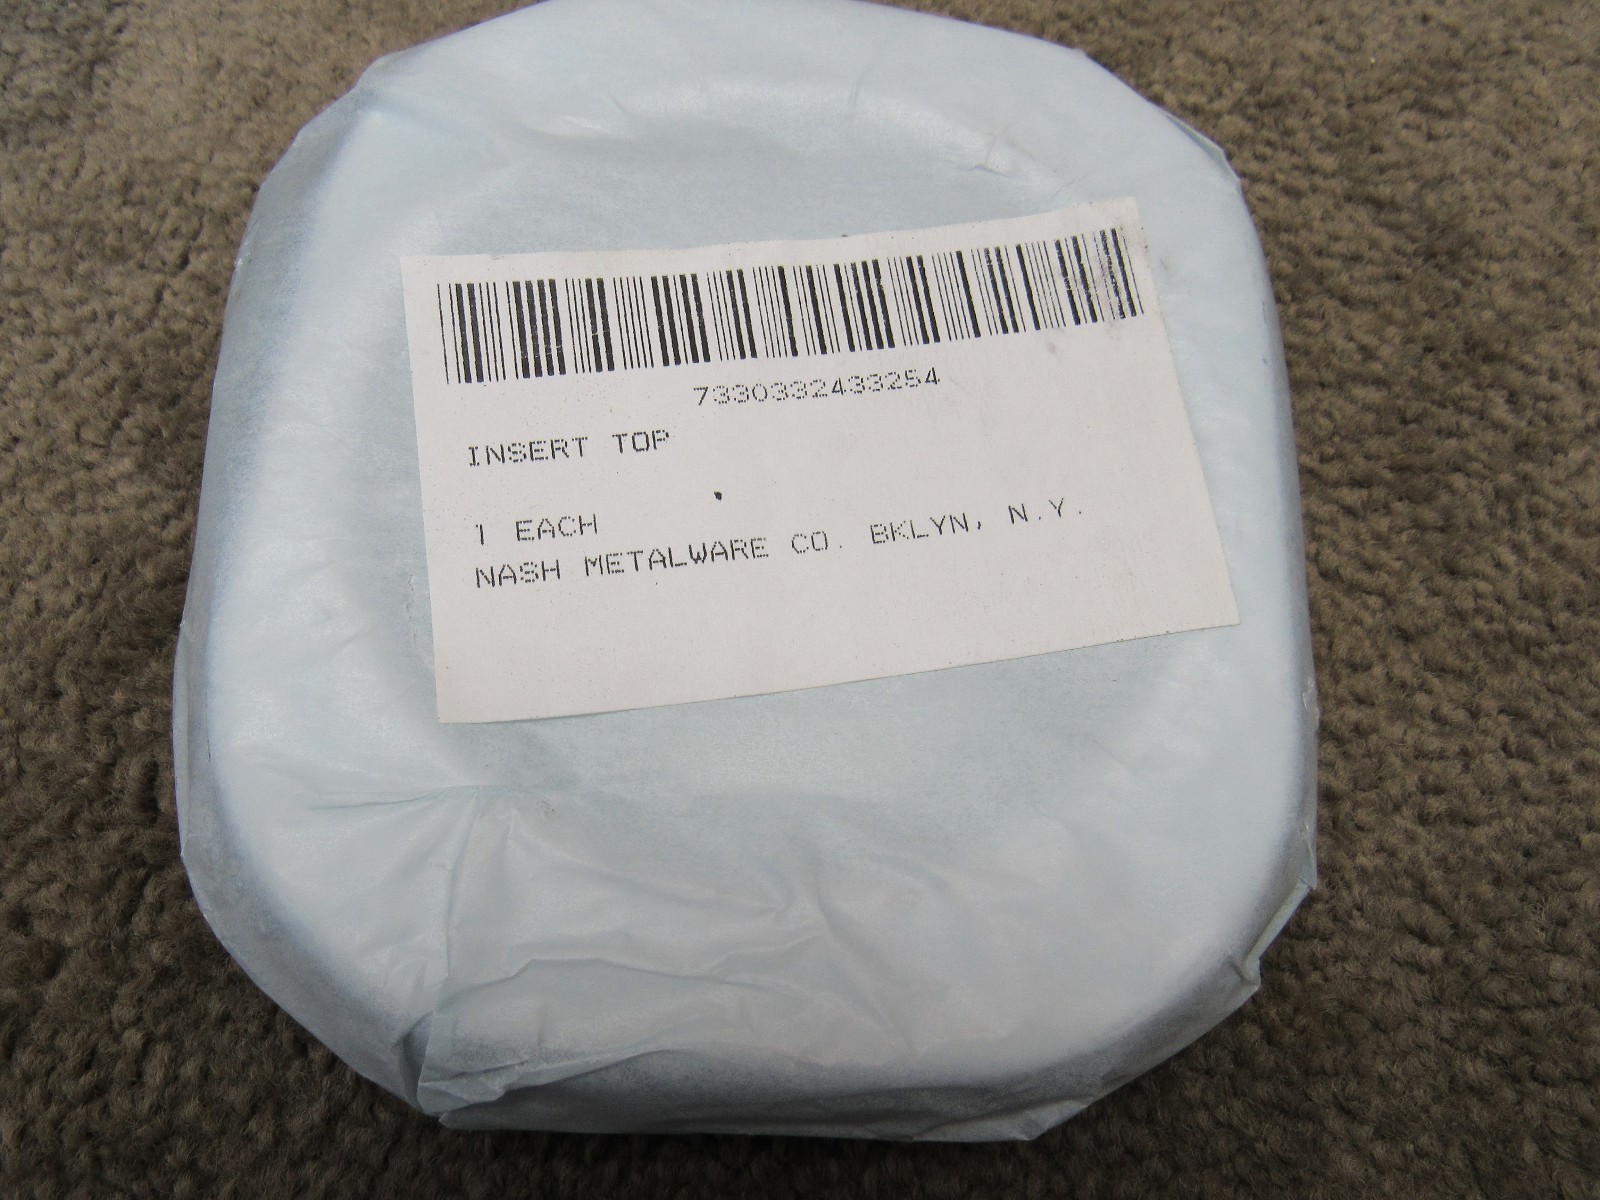 7330332433254
INSERT TOP
1 EACH
NASH METALWARE CO. BKLYN, N.Y.